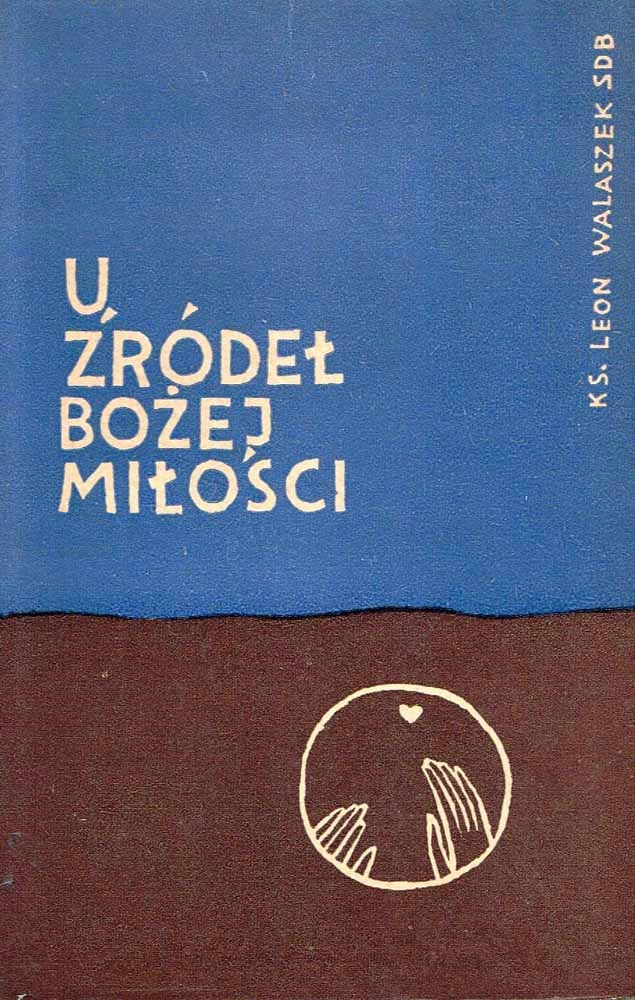 KS. LEON WALASZEK SDB
U
ŹRÓDEŁ
BOŻEJ
MIŁOŚCI